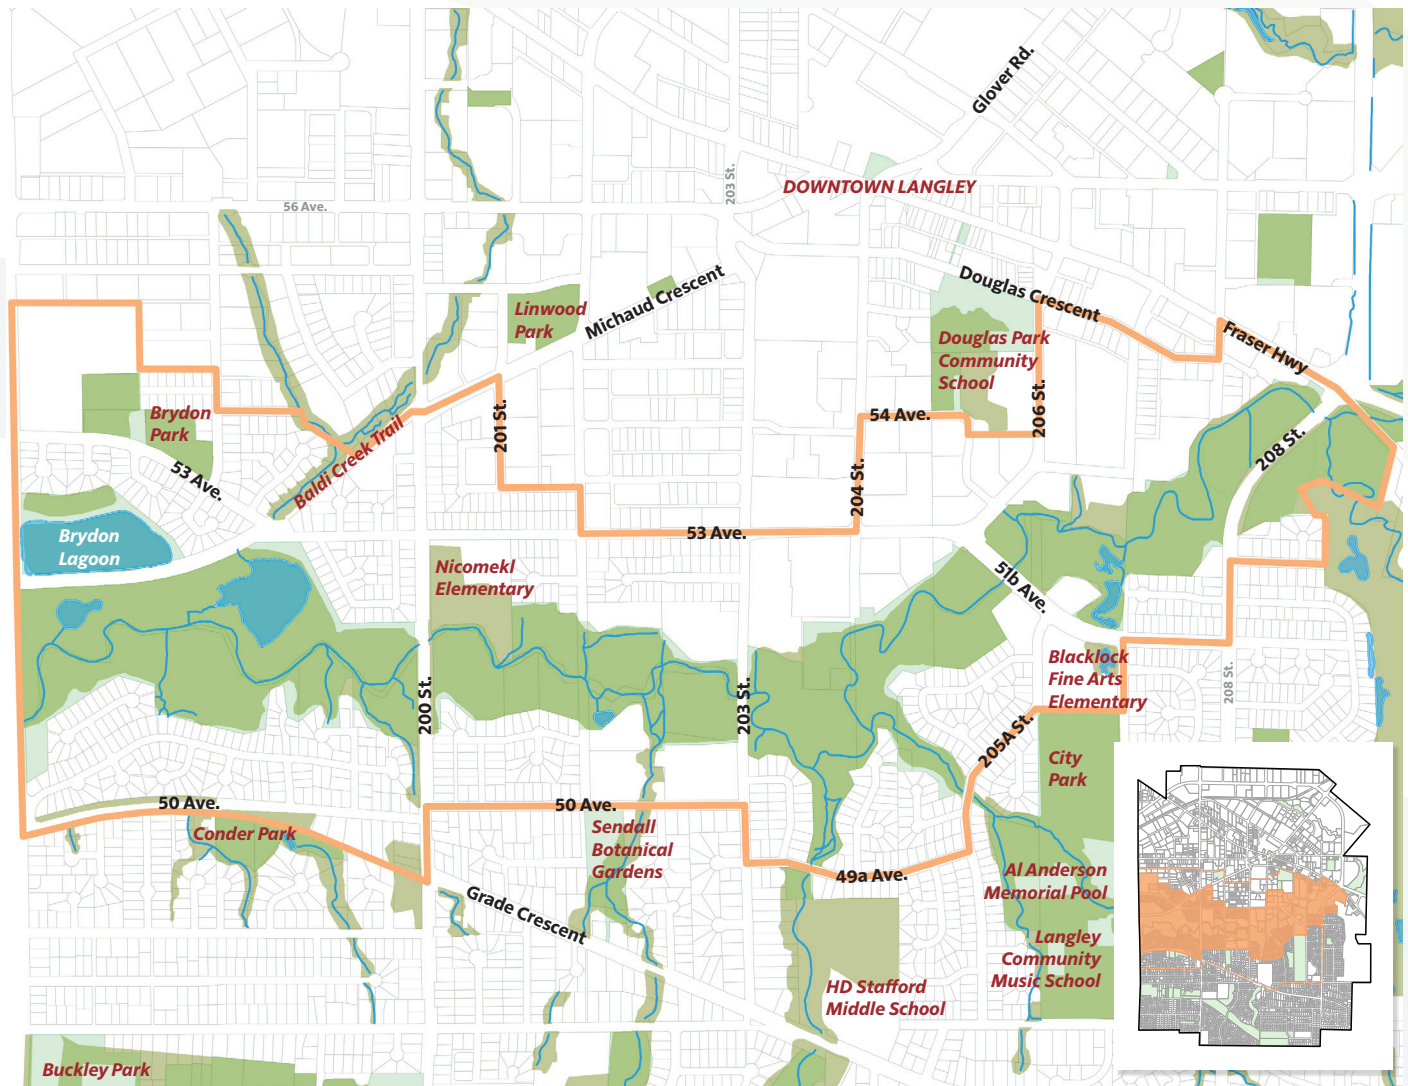 Glover Rd.
203 St.
DOWNTOWN LANGLEY
56 Ave.
Michaud Crescent
Douglas Crescent
Linwood
Park
Fraser Hwy
Douglas Park
Community
School
206 St.
201 St.
54 Ave.
Brydon
Park
Baldi Creek Trail
208 St.
53 Ave.
204 St.
53 Ave.
Brydon
Lagoon
Nicomekl
Elementary
51b Ave.
Blacklock
Fine Arts
Elementary
200 St.
203 St.
208 St.
205A St.
City
Park
50 Ave.
50 Ave.
Conder Park
Sendall
Botanical
Gardens
49a Ave.
Al Anderson
Memorial Pool
Grade Crescent
Langley
Community
Music School
HD Stafford
Middle School
Buckley Park